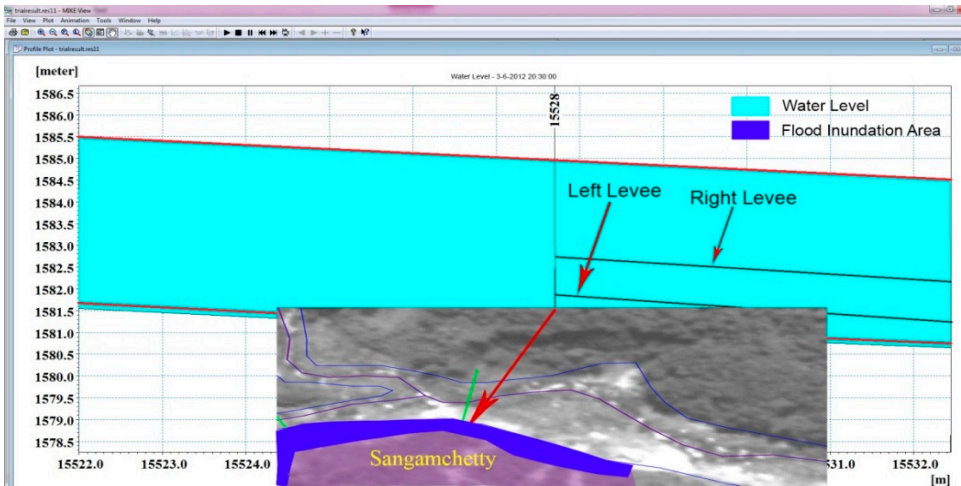 trialresult.res11 - MIKE View
File View Plot Animation Tools Window Help
Profile Plot - trialresult.res11
[meter]
Water Level - 3-6-2012 20:30:00
1586.5
1586.0
1585.5
1585.0
1584.5
1584.0
1583.5
1583.0
1582.5
1582.0
1581.5
1581.0
1580.5
1580.0
1579.5
1579.0
1578.5
15528
Water Level
Flood Inundation Area
Left Levee
Right Levee
Sangamchetty
15522.0 15523.0 15524.0 15532.0
[m]